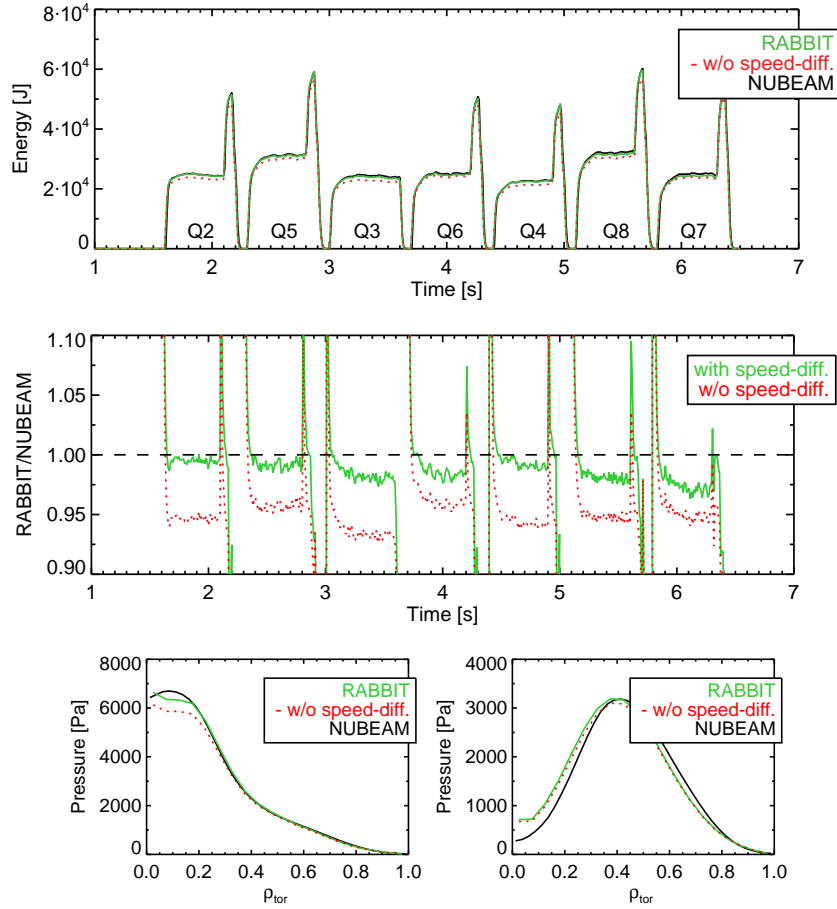 8·10⁴
6·10⁴
4·10⁴
2·10⁴
0
Energy [J]
RABBIT
- w/o speed-diff.
NUBEAM
Q2 Q5 Q3 Q6 Q4 Q8 Q7
1 2 3 4 5 6 7
Time [s]
1.10
1.05
1.00
0.95
0.90
RABBIT/NUBEAM
with speed-diff.
w/o speed-diff.
1 2 3 4 5 6 7
Time [s]
8000
6000
4000
2000
0
Pressure [Pa]
RABBIT
- w/o speed-diff.
NUBEAM
0.0 0.2 0.4 0.6 0.8 1.0
ρtor
4000
3000
2000
1000
0
Pressure [Pa]
RABBIT
- w/o speed-diff.
NUBEAM
0.0 0.2 0.4 0.6 0.8 1.0
ρtor